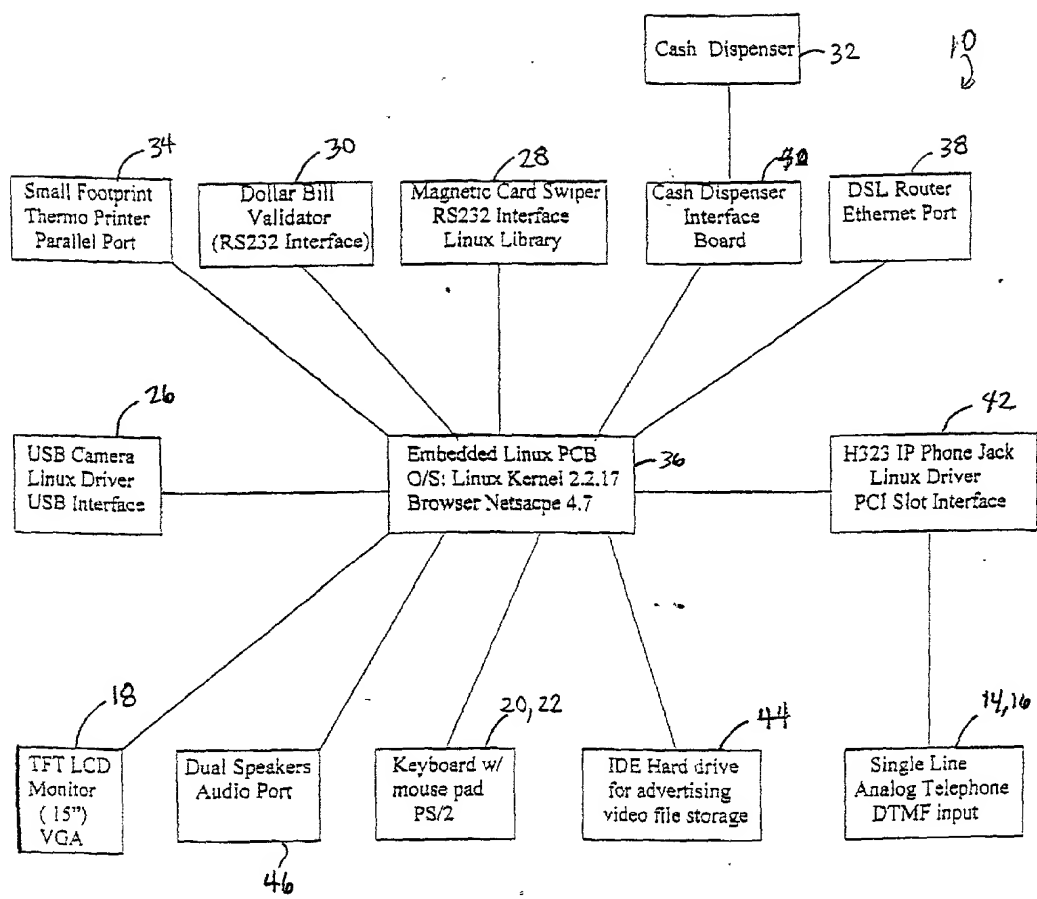 Cash Dispenser
32
10
34
30
28
38
Small Footprint
Thermo Printer
Parallel Port
Dollar Bill
Validator
(RS232 Interface)
Magnetic Card Swiper
RS232 Interface
Linux Library
Cash Dispenser
Interface
Board
DSL Router
Ethernet Port
26
42
USB Camera
Linux Driver
USB Interface
Embedded Linux PCB
O/S: Linux Kernel 2.2.17
Browser Netsacpe 4.7
36
H323 IP Phone Jack
Linux Driver
PCI Slot Interface
18
20, 22
44
14, 16
TFT LCD
Monitor
( 15")
VGA
Dual Speakers
Audio Port
Keyboard w/
mouse pad
PS/2
IDE Hard drive
for advertising
video file storage
Single Line
Analog Telephone
DTMF input
46